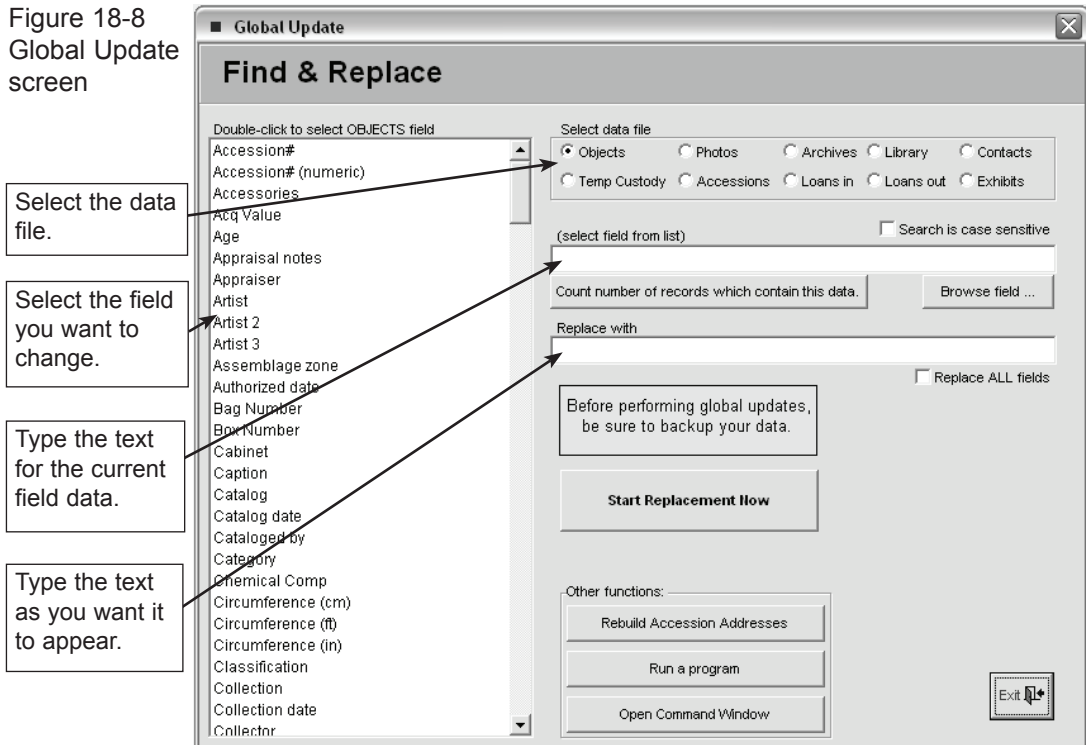 Figure 18-8
Global Update
screen
Select the data
file.
Select the field
you want to
change.
Type the text
for the current
field data.
Type the text
as you want it
to appear.
Global Update
Find & Replace
Double-click to select OBJECTS field
Accession#
Accession# (numeric)
Accessories
Acq Value
Age
Appraisal notes
Appraiser
Artist
Artist 2
Artist 3
Assemblage zone
Authorized date
Bag Number
Box Number
Cabinet
Caption
Catalog
Catalog date
Cataloged by
Category
Chemical Comp
Circumference (cm)
Circumference (ft)
Circumference (in)
Classification
Collection
Collection date
Collector
Select data file
Objects Photos Archives Library Contacts
Temp Custody Accessions Loans in Loans out Exhibits
Search is case sensitive
(select field from list)
Count number of records which contain this data. Browse field ...
Replace with
Replace ALL fields
Before performing global updates,
be sure to backup your data.
Start Replacement Now
Other functions:
Rebuild Accession Addresses
Run a program
Open Command Window
Exit